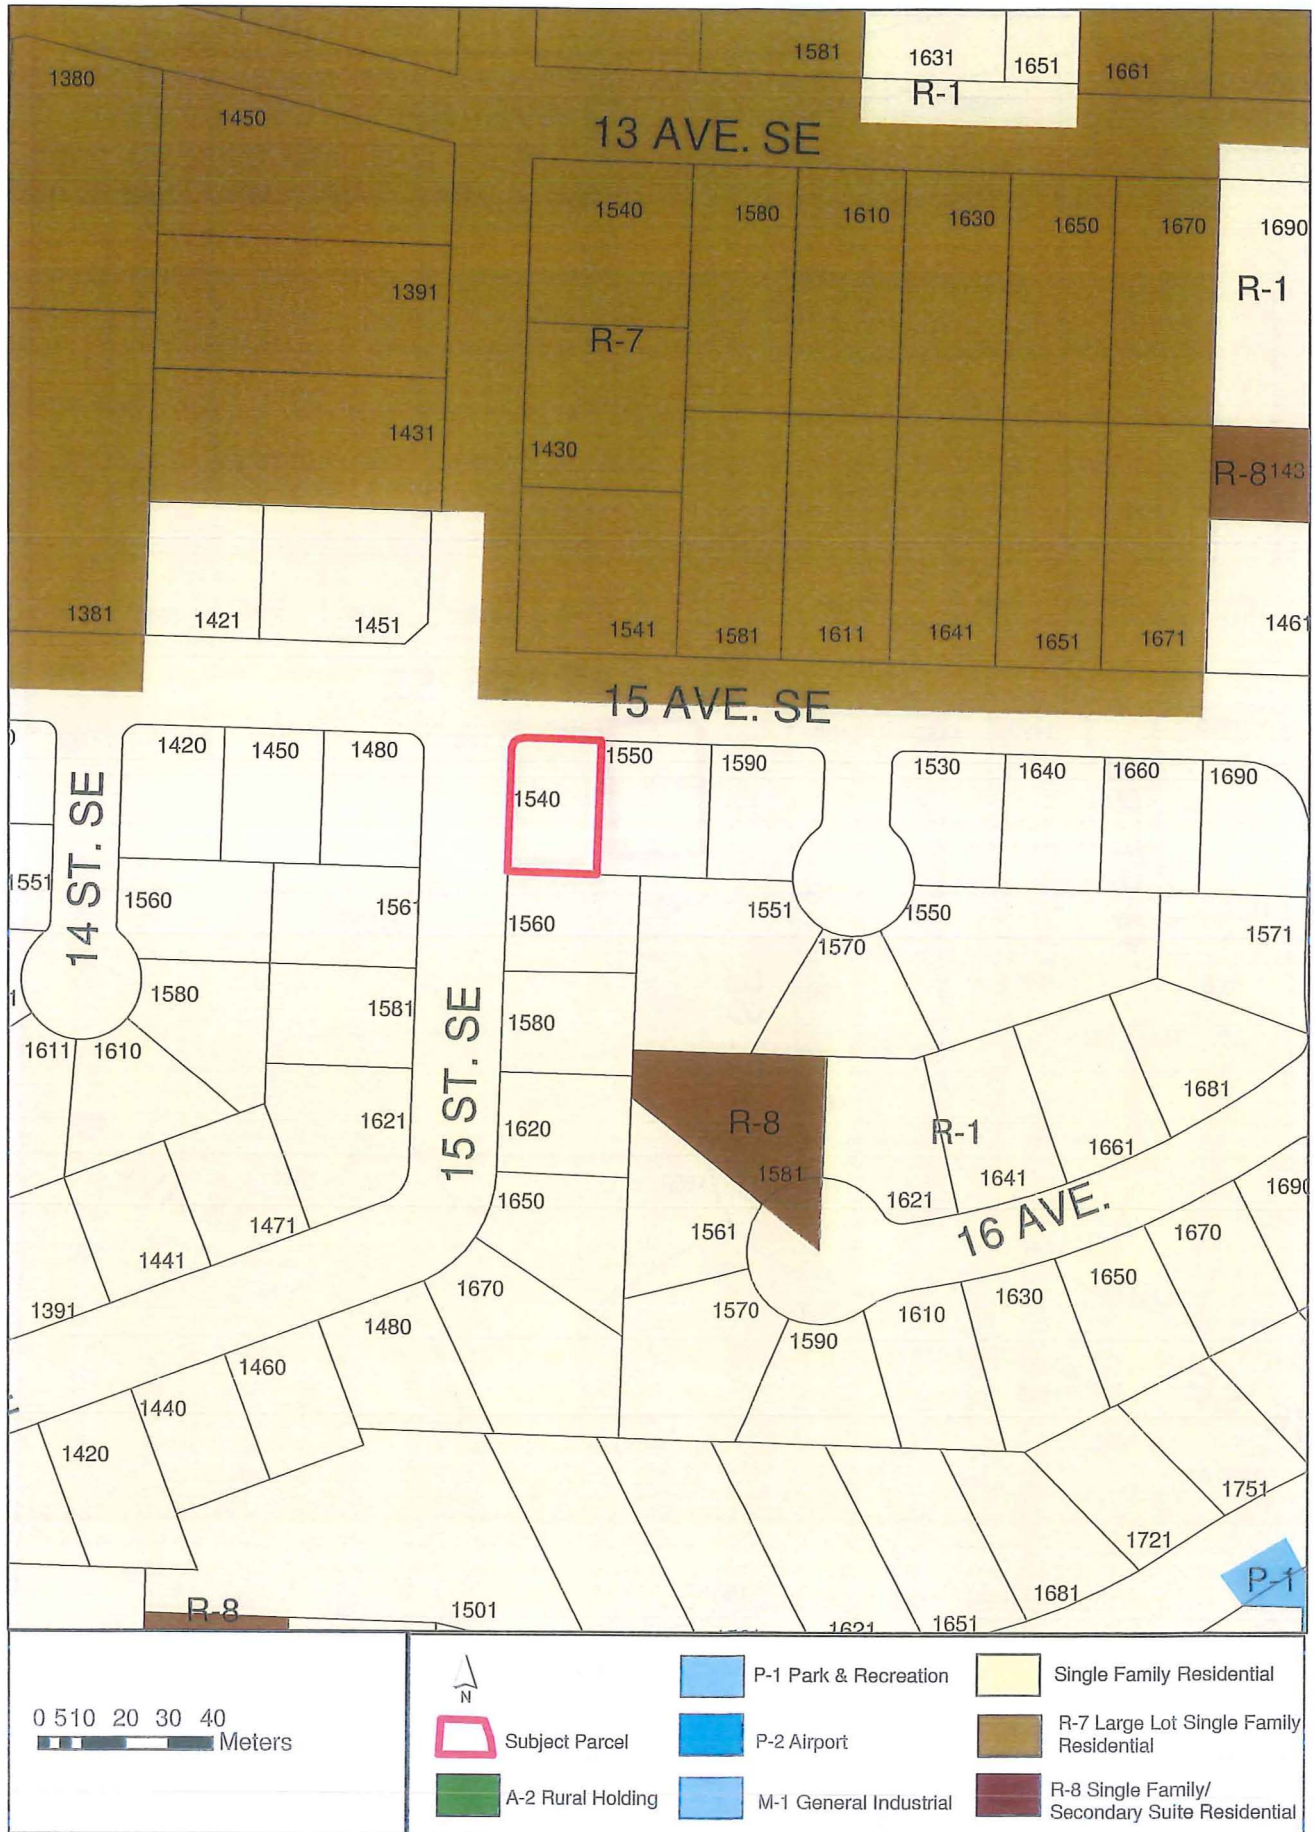 1581 1631 1651 1661
1380
R-1
1450
13 AVE. SE
1540 1580 1610 1630 1650 1670 1690
1391
R-1
R-7
1431 1430
R-8 143
1381 1421 1451 1541 1581 1611 1641 1651 1671 1461
15 AVE. SE
1420 1450 1480 1550 1590 1530 1640 1660 1690
1540
14 ST. SE
1551 1560 1561 1560 1551 1550 1571
1570
1580 1581 1580
15 ST. SE
1611 1610
1681
1621 1620 R-8 R-1 1661
1581 1641
1471 1650 1621 1690
1441 1561 16 AVE. 1670
1391 1670 1570 1630 1650
1480 1590 1610
1460
1440
1420
1751
1721
1681 P-1
R-8 1501 1621 1651
0 5 10 20 30 40
Meters
N
Subject Parcel
A-2 Rural Holding
P-1 Park & Recreation
P-2 Airport
M-1 General Industrial
Single Family Residential
R-7 Large Lot Single Family
Residential
R-8 Single Family/
Secondary Suite Residential